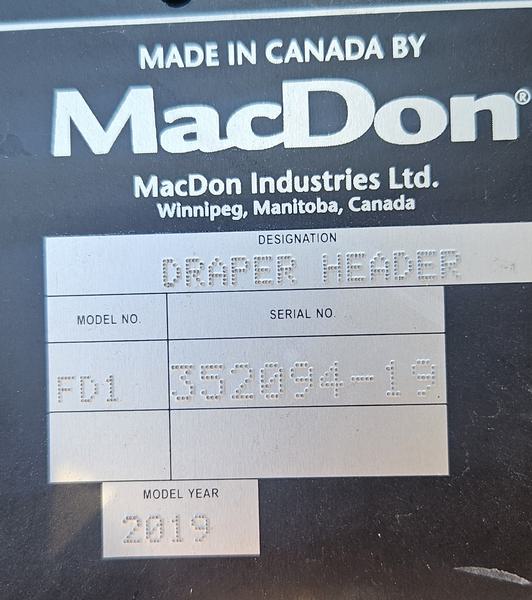 MADE IN CANADA BY
MacDon®
MacDon Industries Ltd.
Winnipeg, Manitoba, Canada
DESIGNATION
DRAPER HEADER
MODEL NO. SERIAL NO.
FD1 352094-19
MODEL YEAR
2019